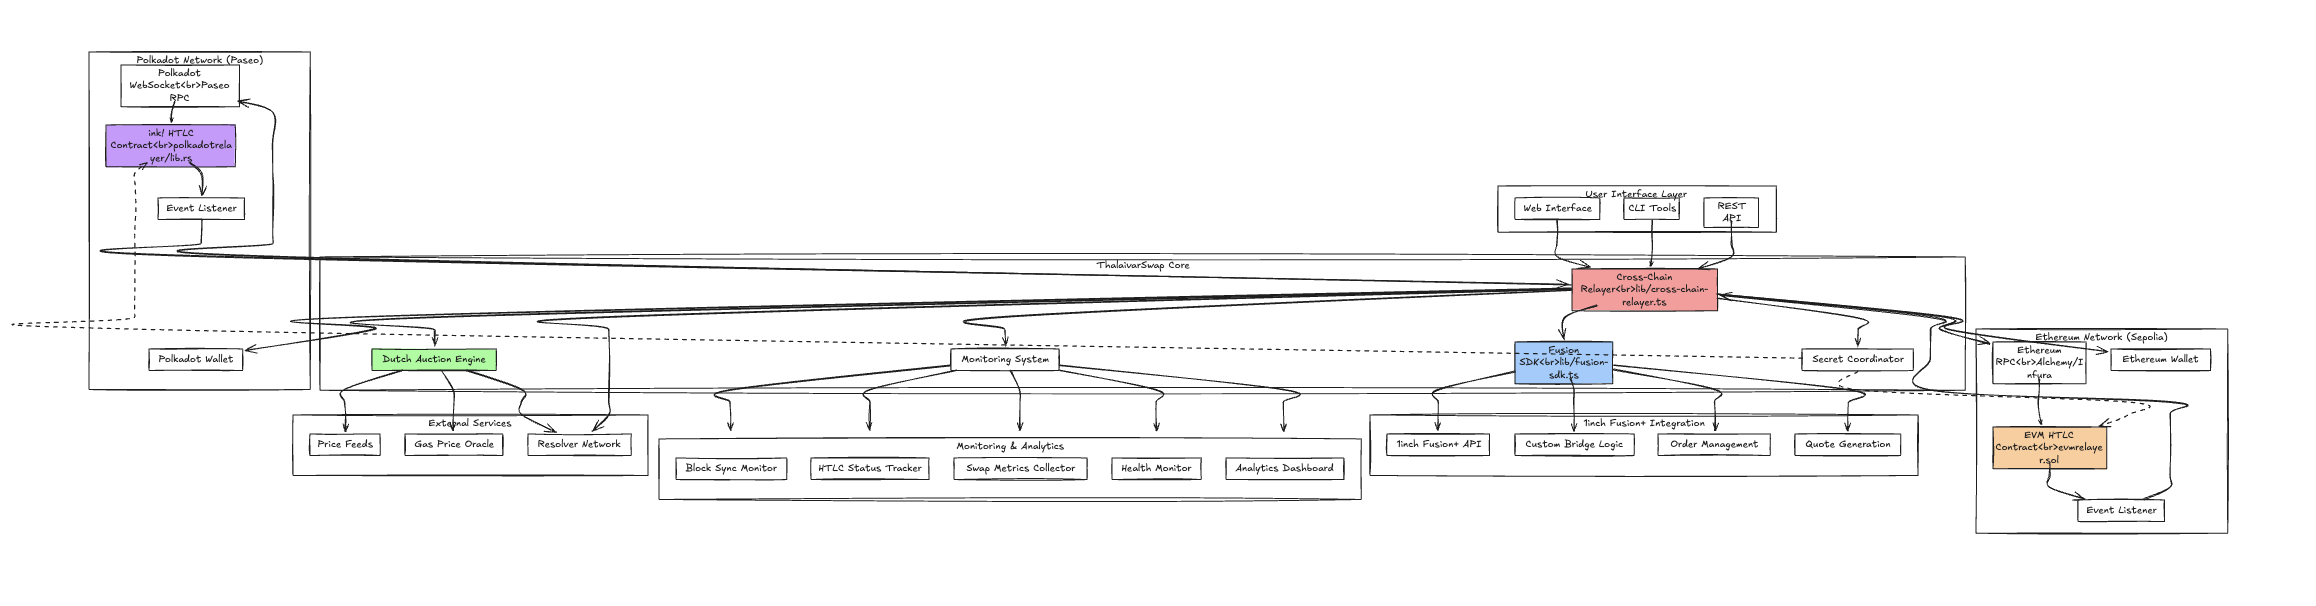 Polkadot Network (Paseo)
Polkadot
WebSocket<br>Paseo
RPC
ink! HTLC
Contract<br>polkadotrela
yer/lib.rs
Event Listener
Polkadot Wallet
User Interface Layer
Web Interface
CLI Tools
REST
API
ThalaivarSwap Core
Cross-Chain
Relayer<br>lib/cross-chain-
relayer.ts
Dutch Auction Engine
Monitoring System
Fusion
SDK<br>lib/fusion-
sdk.ts
Secret Coordinator
External Services
Price Feeds
Gas Price Oracle
Resolver Network
Monitoring & Analytics
Block Sync Monitor
HTLC Status Tracker
Swap Metrics Collector
Health Monitor
Analytics Dashboard
1inch Fusion+ Integration
1inch Fusion+ API
Custom Bridge Logic
Order Management
Quote Generation
Ethereum Network (Sepolia)
Ethereum
RPC<br>Alchemy/I
nfura
Ethereum Wallet
EVM HTLC
Contract<br>evmrelaye
r.sol
Event Listener